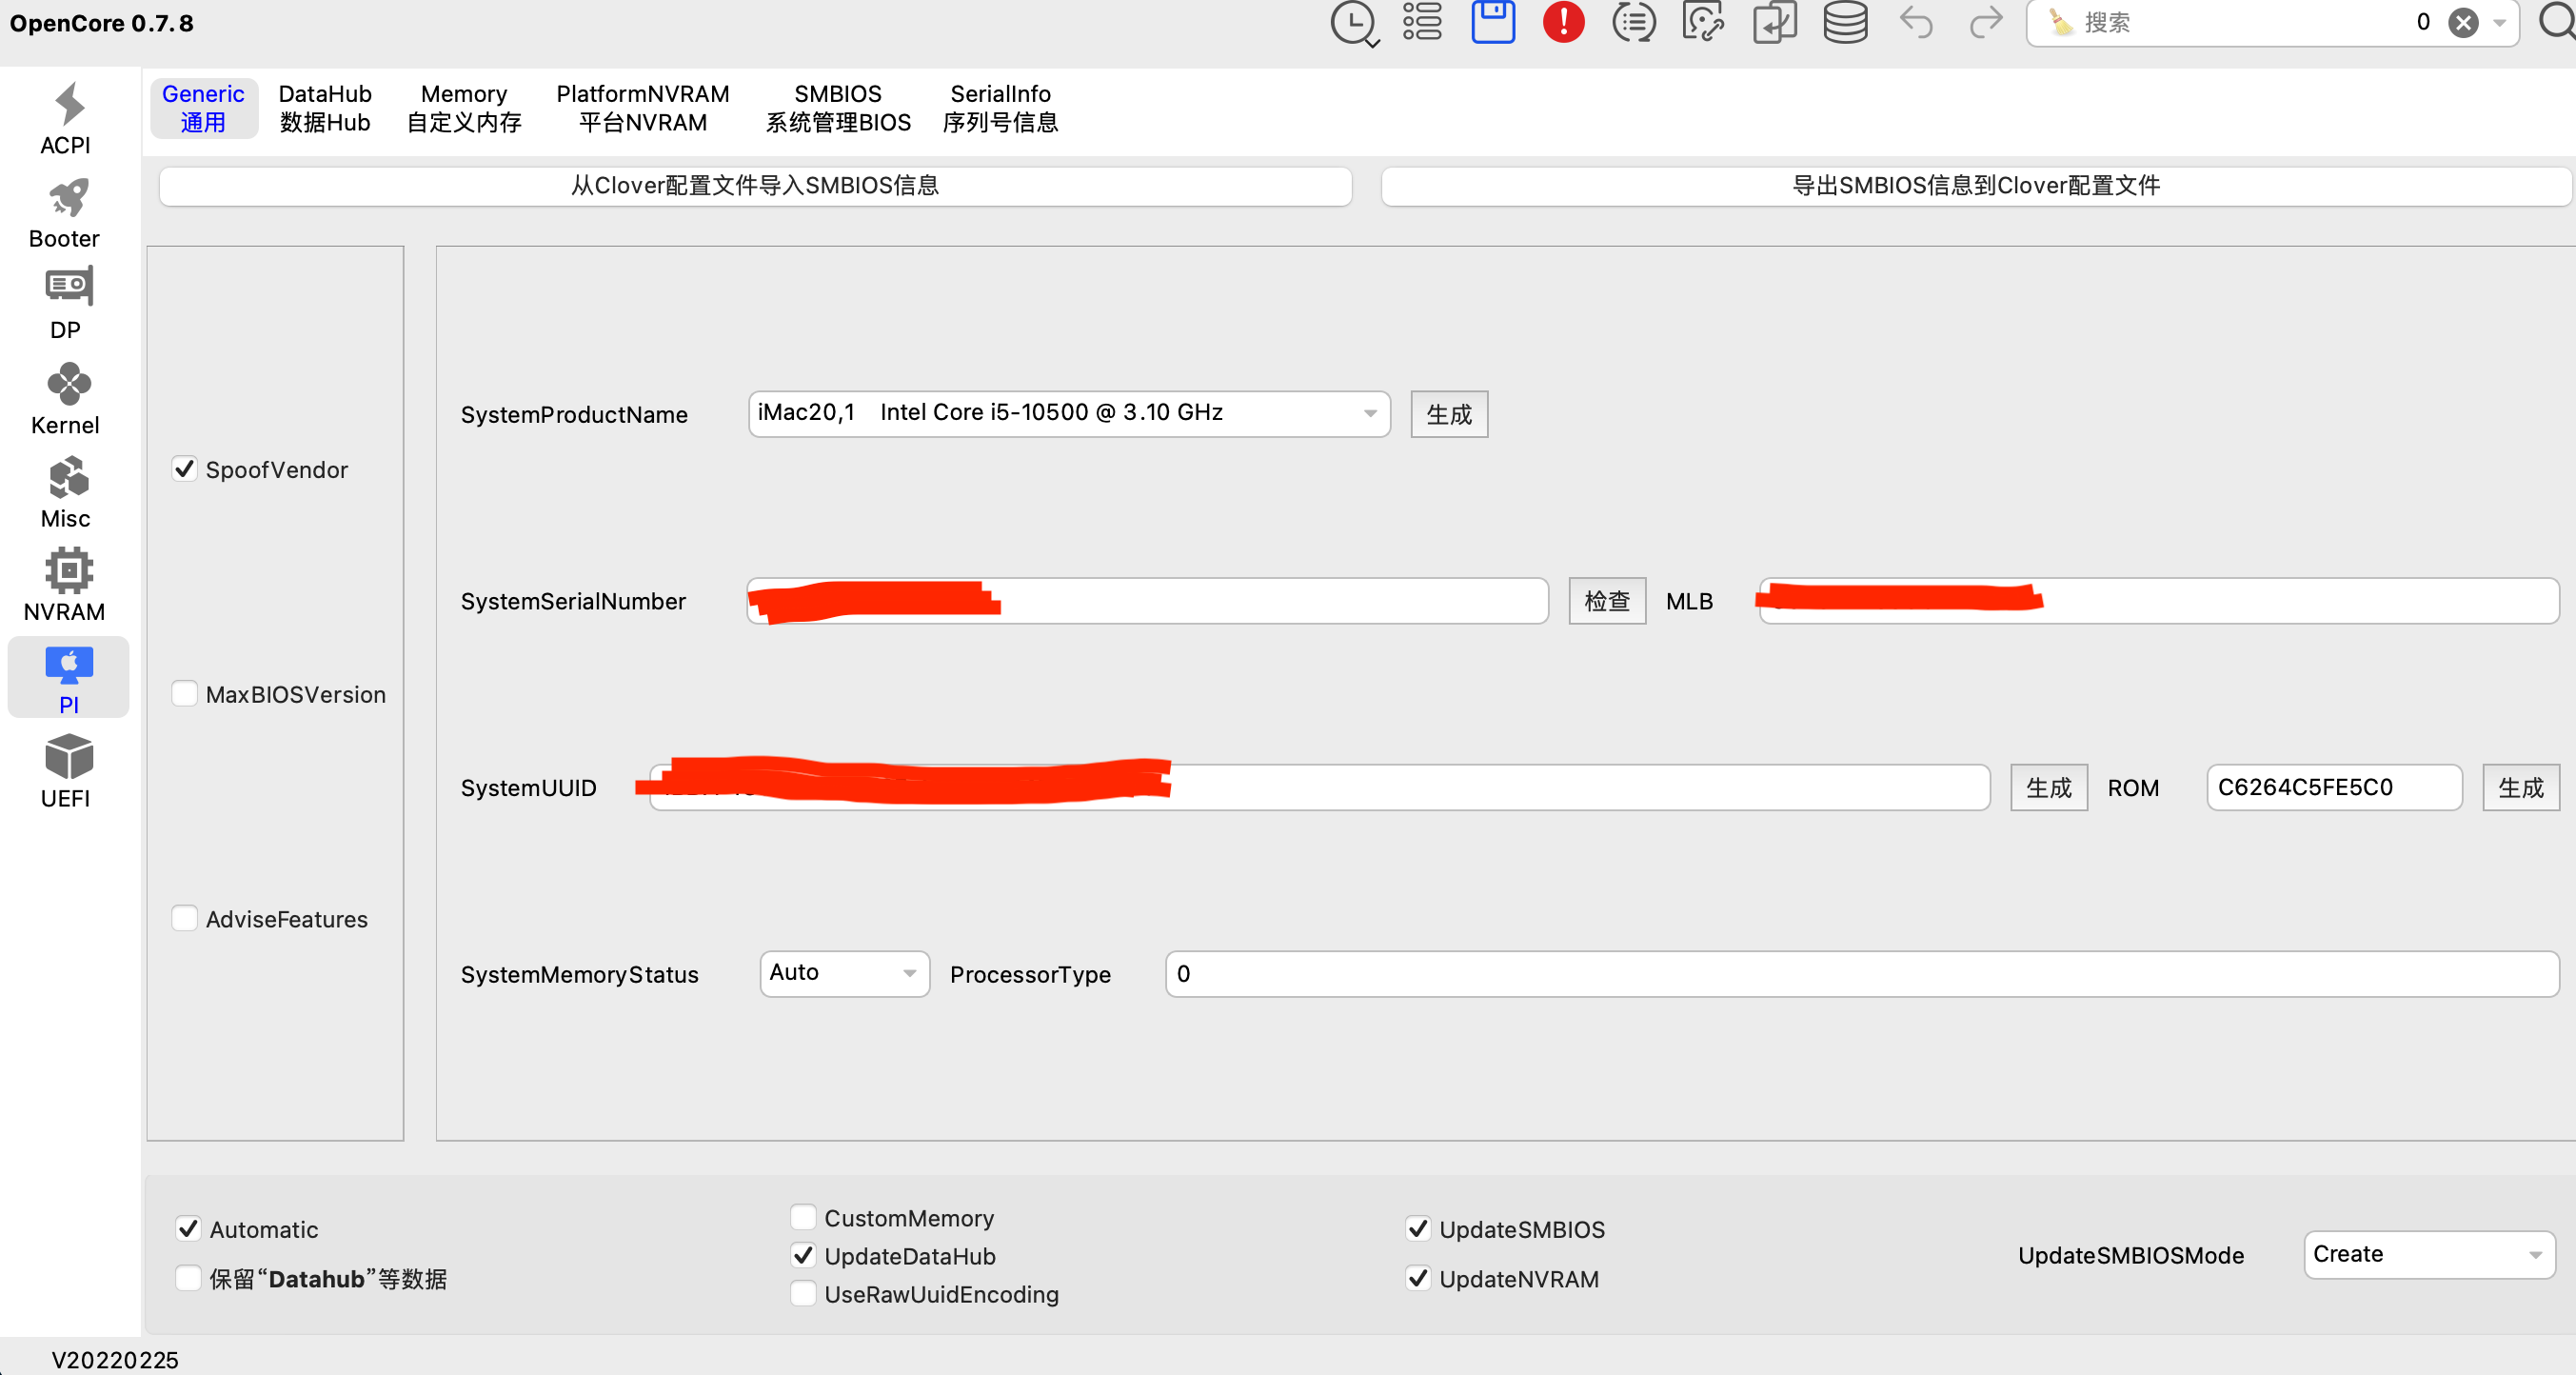 OpenCore 0.7.8
搜索
0
ACPI
Booter
DP
Kernel
Misc
NVRAM
PI
UEFI
Generic
通用
DataHub
数据Hub
Memory
自定义内存
PlatformNVRAM
平台NVRAM
SMBIOS
系统管理BIOS
SerialInfo
序列号信息
从Clover配置文件导入SMBIOS信息
导出SMBIOS信息到Clover配置文件
SpoofVendor
MaxBIOSVersion
AdviseFeatures
SystemProductName
iMac20,1 Intel Core i5-10500 @ 3.10 GHz
生成
SystemSerialNumber
检查
MLB
SystemUUID
生成
ROM
C6264C5FE5C0
生成
SystemMemoryStatus
Auto
ProcessorType
0
Automatic
保留“Datahub”等数据
CustomMemory
UpdateDataHub
UseRawUuidEncoding
UpdateSMBIOS
UpdateNVRAM
UpdateSMBIOSMode
Create
V20220225